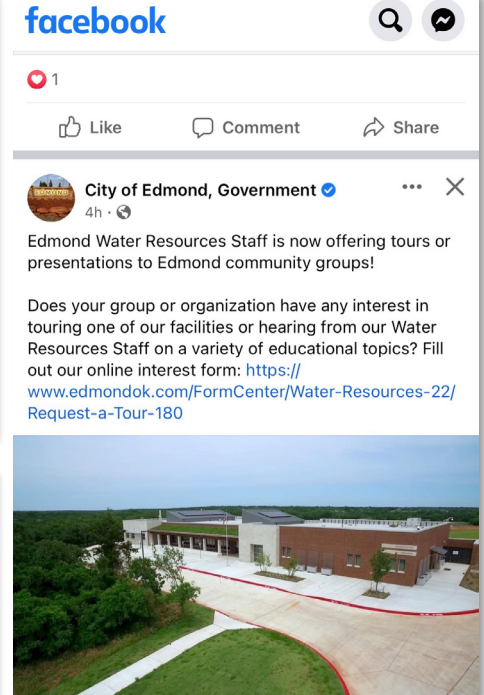 facebook
1
Like Comment Share
EDMOND
City of Edmond, Government
4h ·
Edmond Water Resources Staff is now offering tours or
presentations to Edmond community groups!
Does your group or organization have any interest in
touring one of our facilities or hearing from our Water
Resources Staff on a variety of educational topics? Fill
out our online interest form: https://
www.edmondok.com/FormCenter/Water-Resources-22/
Request-a-Tour-180